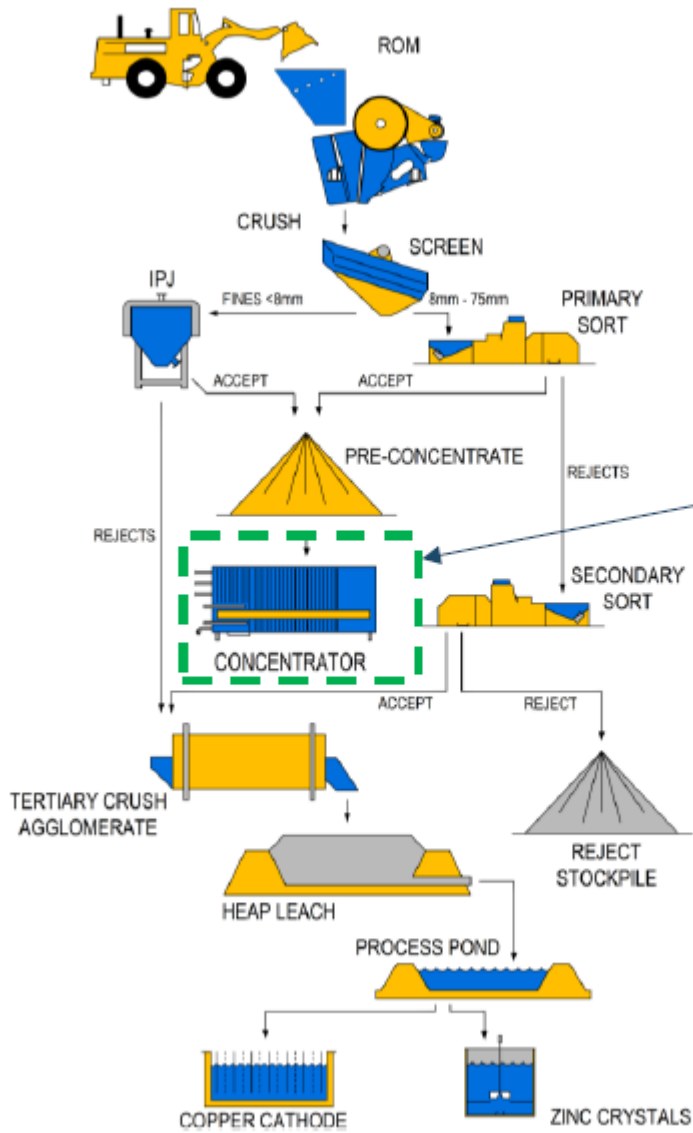 ROM
CRUSH
SCREEN
IPJ
FINES <8mm
8mm - 75mm
PRIMARY
SORT
ACCEPT
ACCEPT
PRE-CONCENTRATE
REJECTS
REJECTS
SECONDARY
SORT
CONCENTRATOR
ACCEPT
REJECT
TERTIARY CRUSH
AGGLOMERATE
REJECT
STOCKPILE
HEAP LEACH
PROCESS POND
COPPER CATHODE
ZINC CRYSTALS